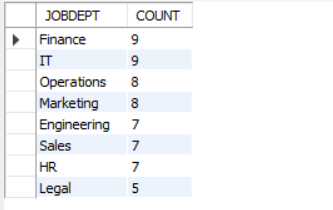 JOBDEPT COUNT
Finance 9
IT 9
Operations 8
Marketing 8
Engineering 7
Sales 7
HR 7
Legal 5